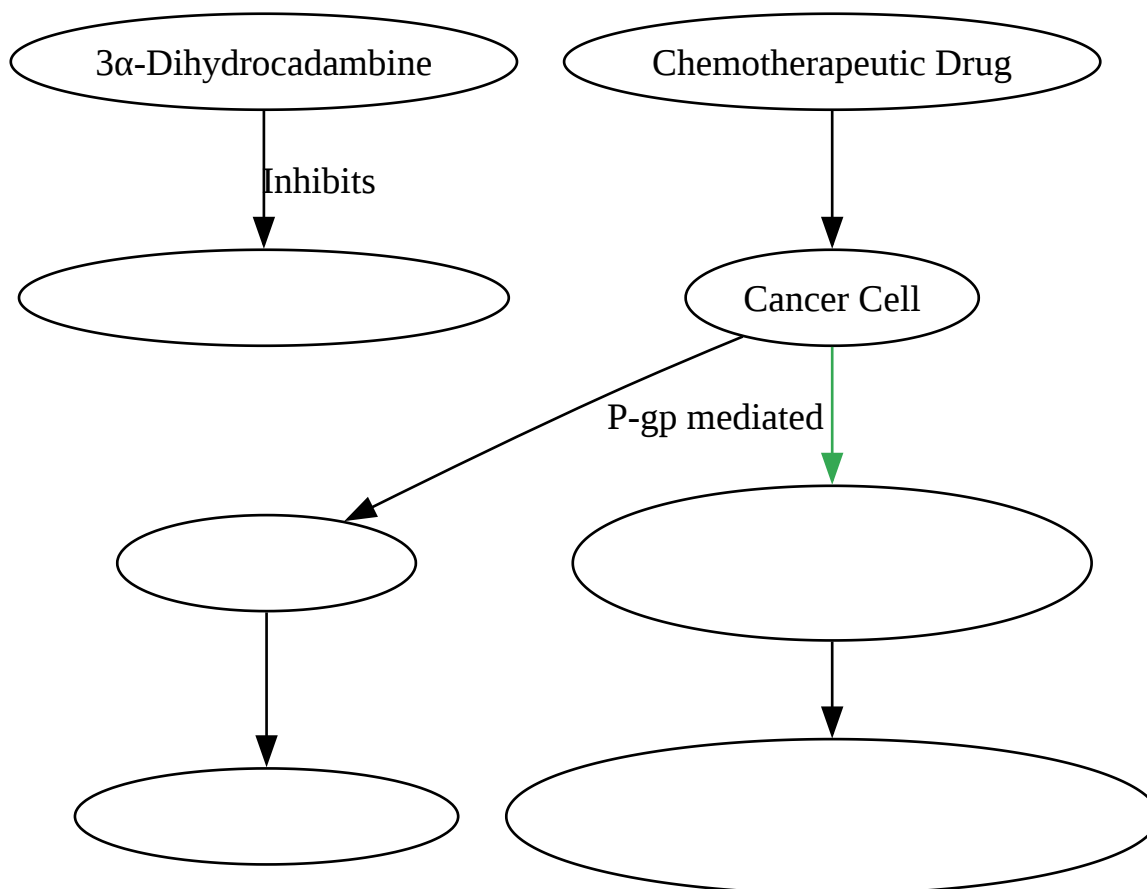 3α-Dihydrocadambine
Chemotherapeutic Drug
Inhibits
Cancer Cell
P-gp mediated